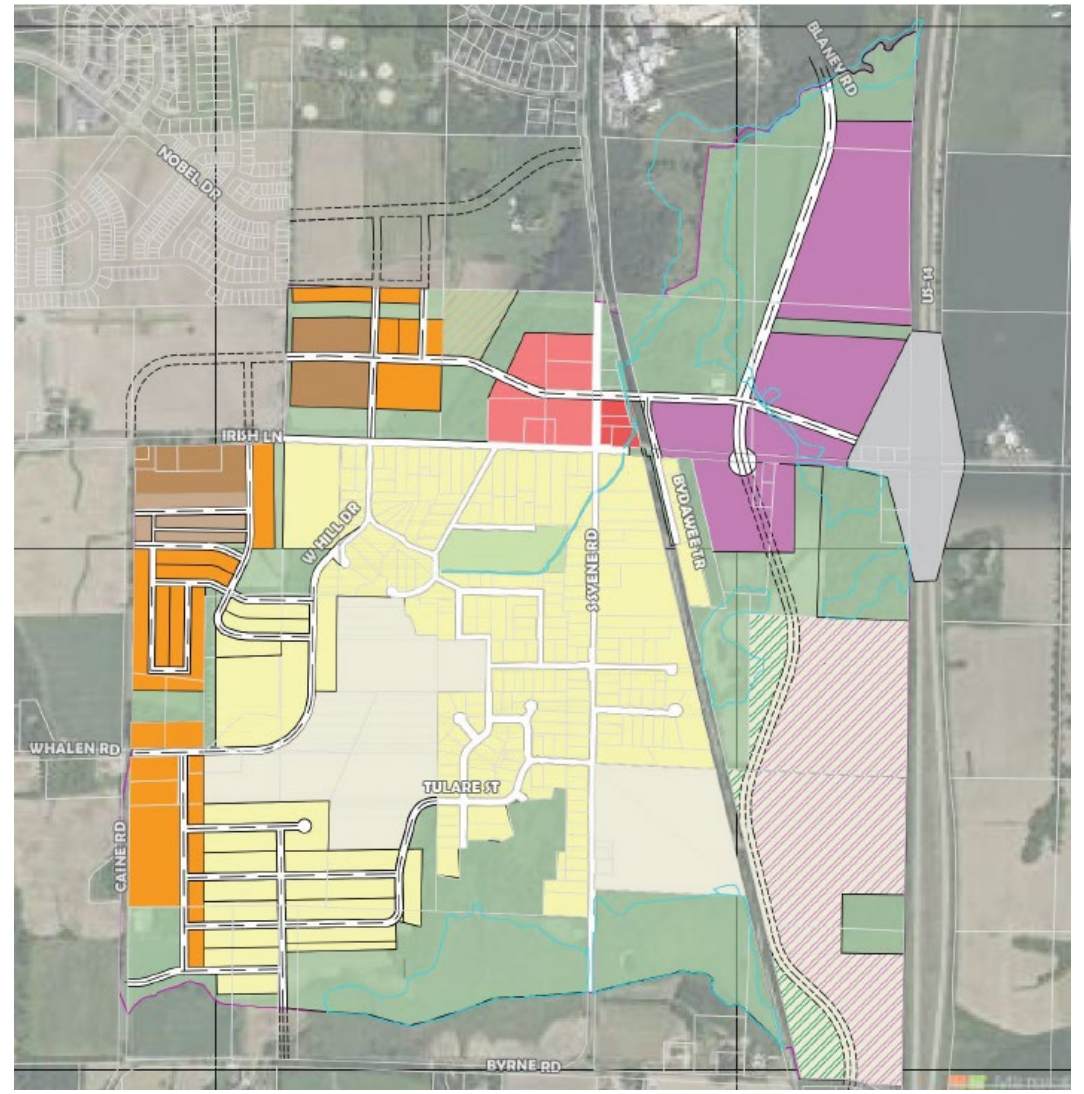 BLANEY RD
NOBEL DR
US-14
IRISH LN
W HILL DR
BYDAWEE TR
S SYENE RD
WHALEN RD
TULARE ST
CAINE RD
BYRNE RD